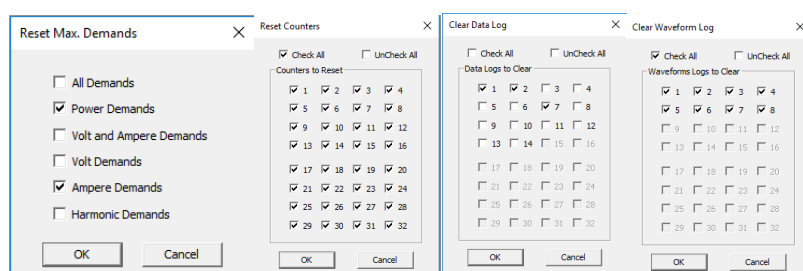 Reset Max. Demands
All Demands
Power Demands
Volt and Ampere Demands
Volt Demands
Ampere Demands
Harmonic Demands
OK Cancel
Reset Counters
Check All UnCheck All
Counters to Reset
1 2 3 4
5 6 7 8
9 10 11 12
13 14 15 16
17 18 19 20
21 22 23 24
25 26 27 28
29 30 31 32
OK Cancel
Clear Data Log
Check All UnCheck All
Data Logs to Clear
1 2 3 4
5 6 7 8
9 10 11 12
13 14 15 16
17 18 19 20
21 22 23 24
25 26 27 28
29 30 31 32
OK Cancel
Clear Waveform Log
Check All UnCheck All
Waveforms Logs to Clear
1 2 3 4
5 6 7 8
9 10 11 12
13 14 15 16
17 18 19 20
21 22 23 24
25 26 27 28
29 30 31 32
OK Cancel